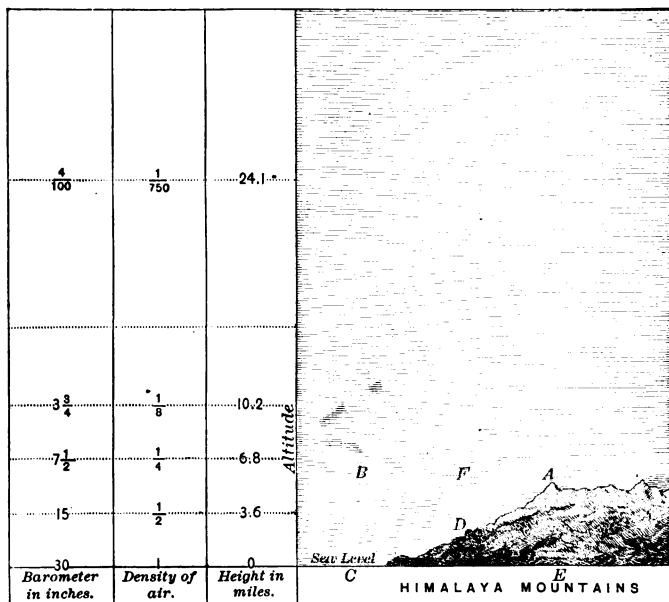 4/100 1/750 24.1
3 3/4 1/8 10.2
7 1/2 1/4 6.8
15 1/2 3.6
30 1 0
Altitude
B F A
D
Sea Level
C E
Barometer in inches.
Density of air.
Height in miles.
HIMALAYA MOUNTAINS